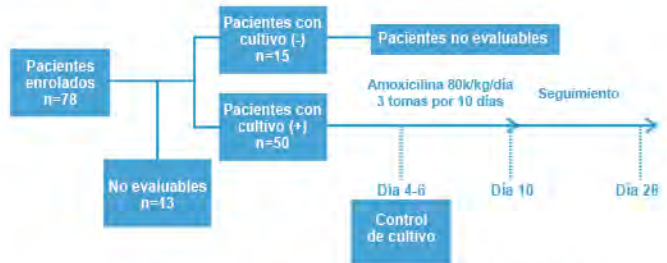 Pacientes
enrolados
n=78
No evaluables
n=13
Pacientes con
cultivo (-)
n=15
Pacientes no evaluables
Pacientes con
cultivo (+)
n=50
Amoxicilina 80k/kg/día
3 tomas por 10 días
Seguimiento
Día 4-6
Día 10
Día 28
Control
de cultivo